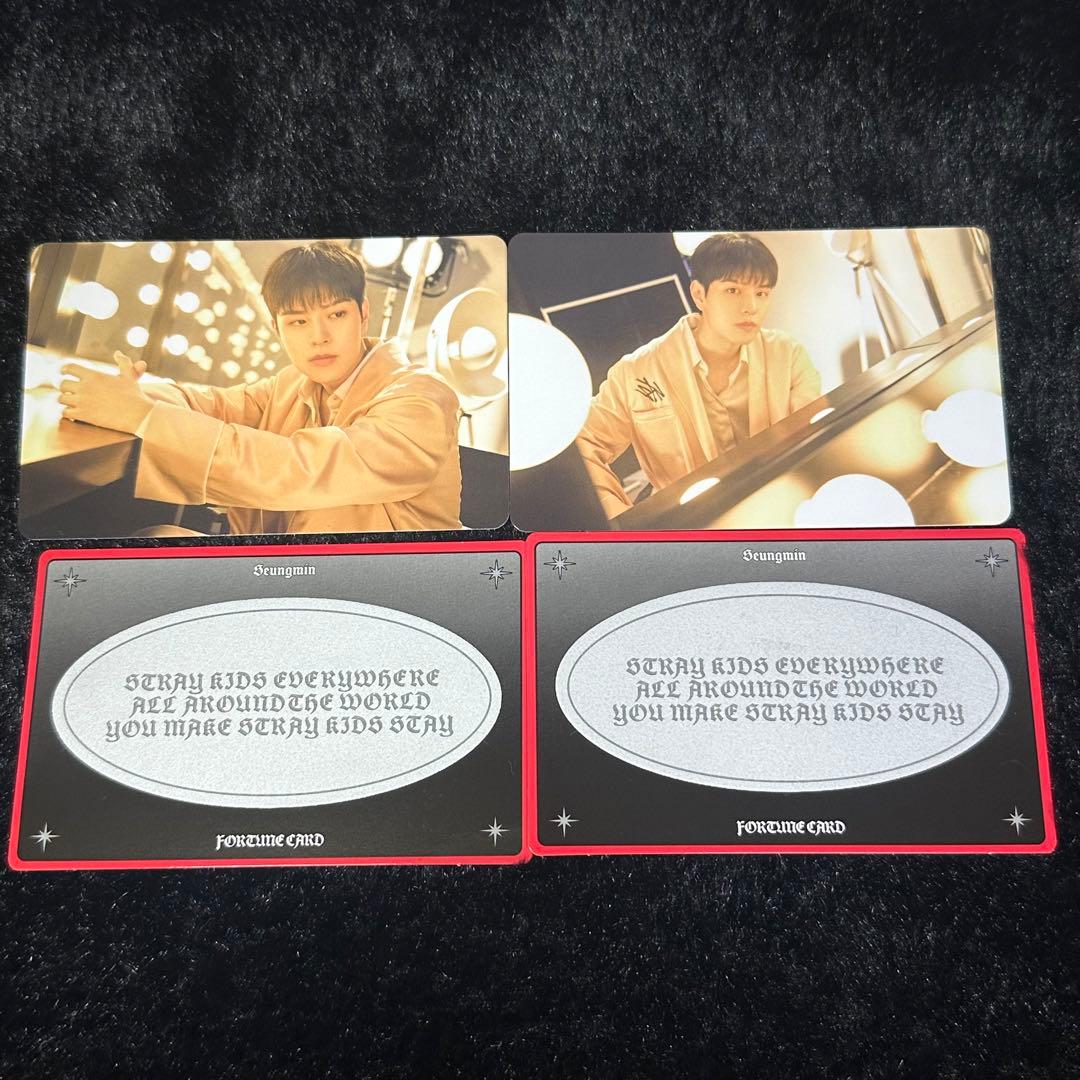 Seungmin
STRAY KIDS EVERYWHERE
ALL AROUND THE WORLD
YOU MAKE STRAY KIDS STAY
FORTUNE CARD
Seungmin
STRAY KIDS EVERYWHERE
ALL AROUND THE WORLD
YOU MAKE STRAY KIDS STAY
FORTUNE CARD